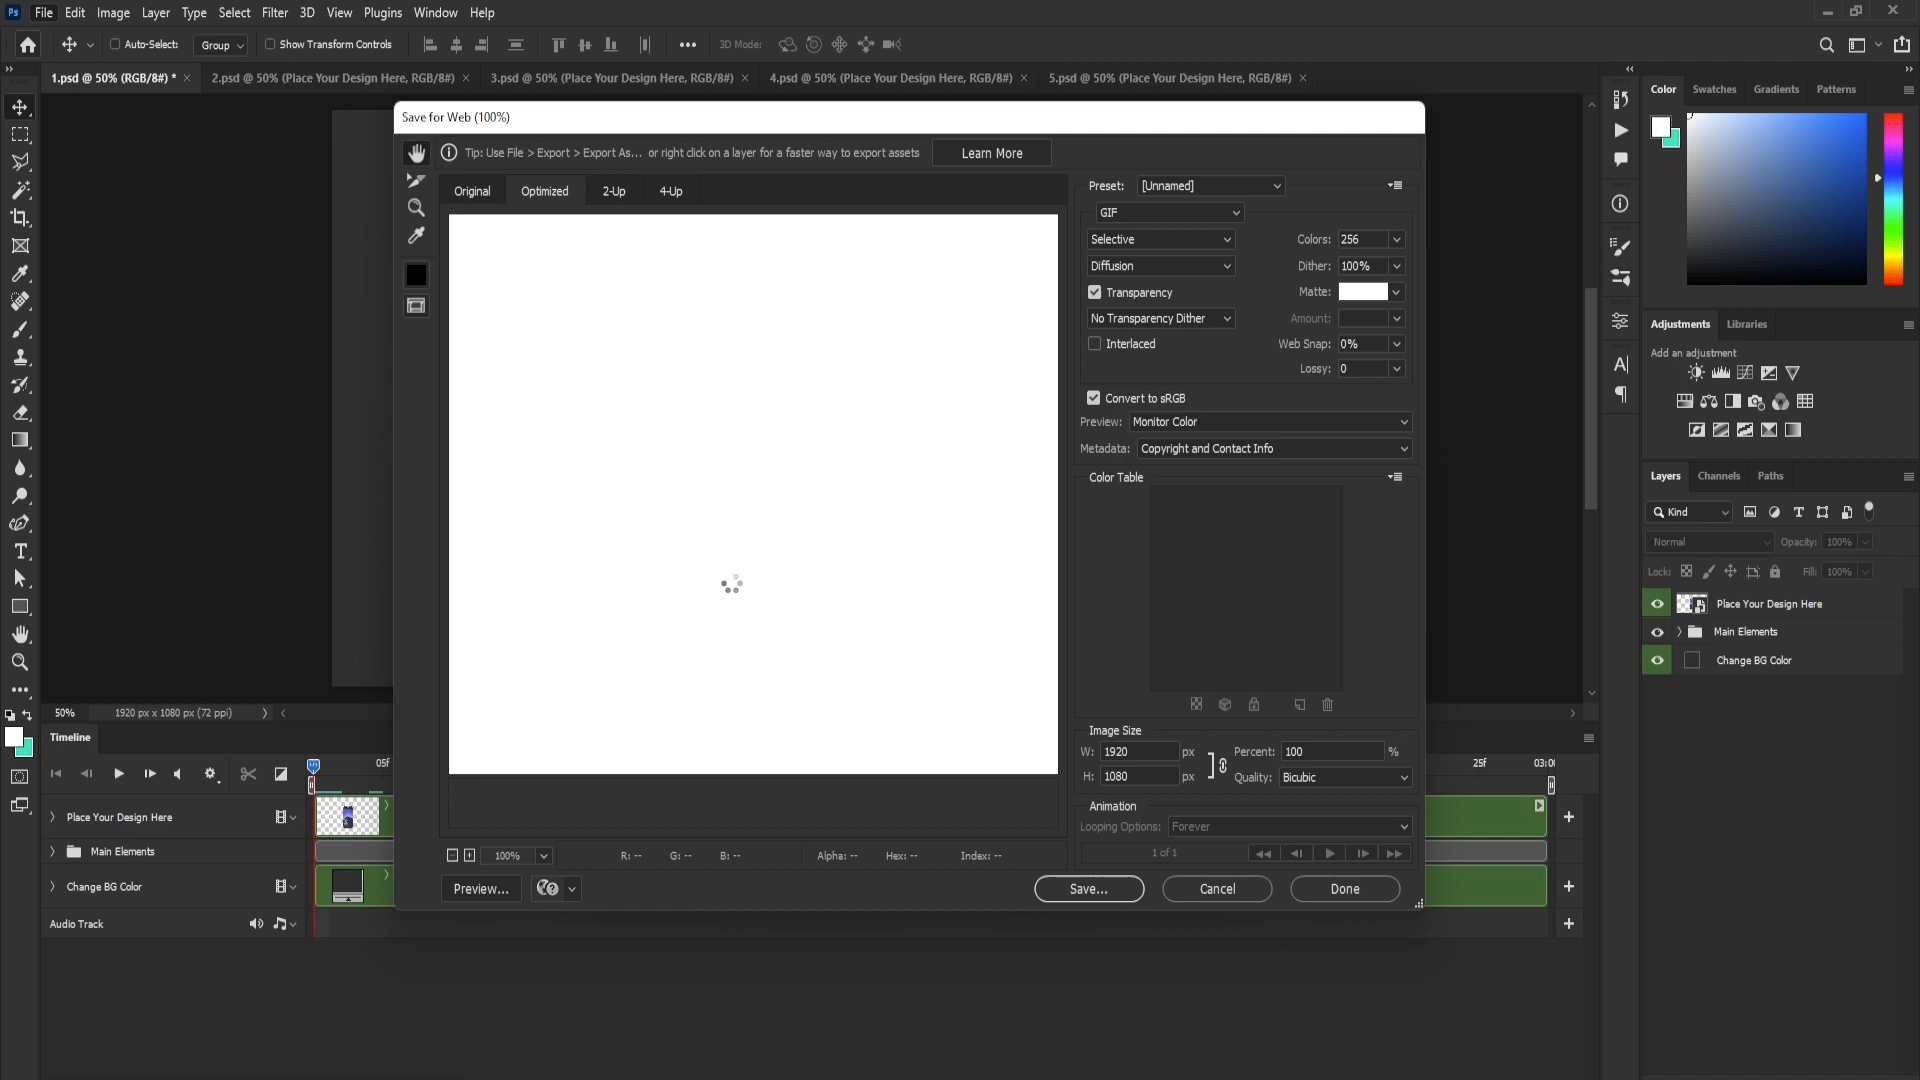 Ps File Edit Image Layer Type Select Filter 3D View Plugins Window Help
Auto-Select: Group Show Transform Controls 3D Mode:
1.psd @ 50% (RGB/8#) * 2.psd @ 50% (Place Your Design Here, RGB/8#) 3.psd @ 50% (Place Your Design Here, RGB/8#) 4.psd @ 50% (Place Your Design Here, RGB/8#) 5.psd @ 50% (Place Your Design Here, RGB/8#)
Save for Web (100%)
Tip: Use File > Export > Export As... or right click on a layer for a faster way to export assets Learn More
Original Optimized 2-Up 4-Up
Preset: [Unnamed]
GIF
Selective Colors: 256
Diffusion Dither: 100%
Transparency Matte:
No Transparency Dither Amount:
Interlaced Web Snap: 0%
Lossy: 0
Convert to sRGB
Preview: Monitor Color
Metadata: Copyright and Contact Info
Color Table
Image Size
W: 1920 px Percent: 100 %
H: 1080 px Quality: Bicubic
Animation
Looping Options: Forever
1 of 1
100% R: -- G: -- B: -- Alpha: -- Hex: -- Index: --
Preview... Save... Cancel Done
Color Swatches Gradients Patterns
Adjustments Libraries
Add an adjustment
Layers Channels Paths
Kind
Normal Opacity: 100%
Lock: Fill: 100%
Place Your Design Here
Main Elements
Change BG Color
50% 1920 px x 1080 px (72 ppi)
Timeline
05f 25f 03:0
Place Your Design Here
Main Elements
Change BG Color
Audio Track